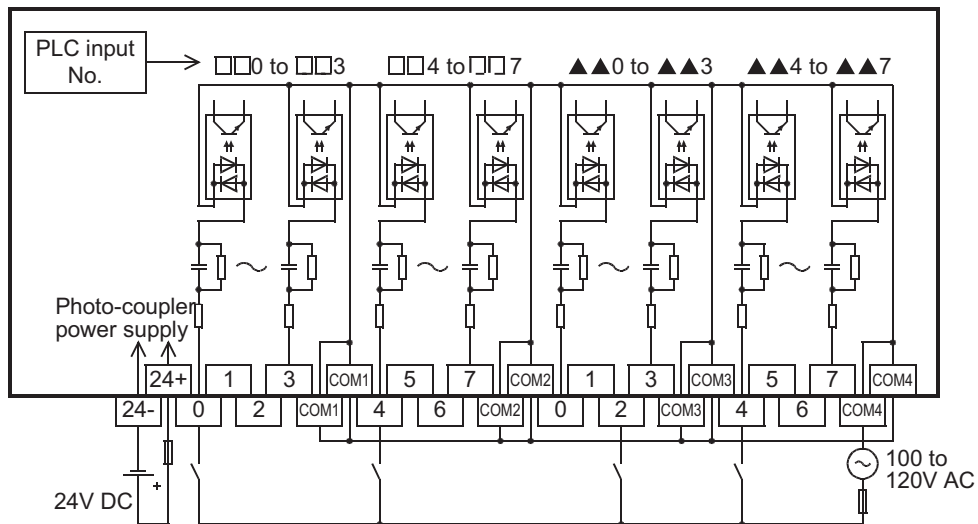 PLC input
No.
□□0 to □□3
□□4 to □□7
▲▲0 to ▲▲3
▲▲4 to ▲▲7
Photo-coupler
power supply
24+ 1 3 COM1 5 7 COM2 1 3 COM3 5 7 COM4
24- 0 2 COM1 4 6 COM2 0 2 COM3 4 6 COM4
+
24V DC
100 to
120V AC